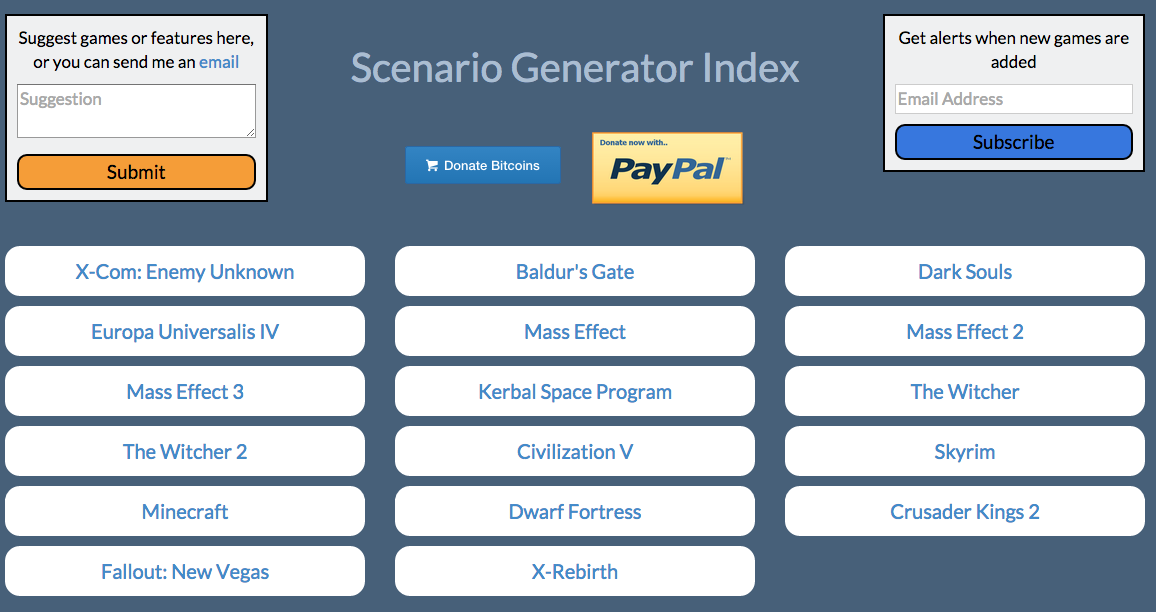 Suggest games or features here,
or you can send me an email
Suggestion
Submit
Scenario Generator Index
Donate Bitcoins
Donate now with..
PayPal™
Get alerts when new games are
added
Email Address
Subscribe
X-Com: Enemy Unknown
Baldur's Gate
Dark Souls
Europa Universalis IV
Mass Effect
Mass Effect 2
Mass Effect 3
Kerbal Space Program
The Witcher
The Witcher 2
Civilization V
Skyrim
Minecraft
Dwarf Fortress
Crusader Kings 2
Fallout: New Vegas
X-Rebirth